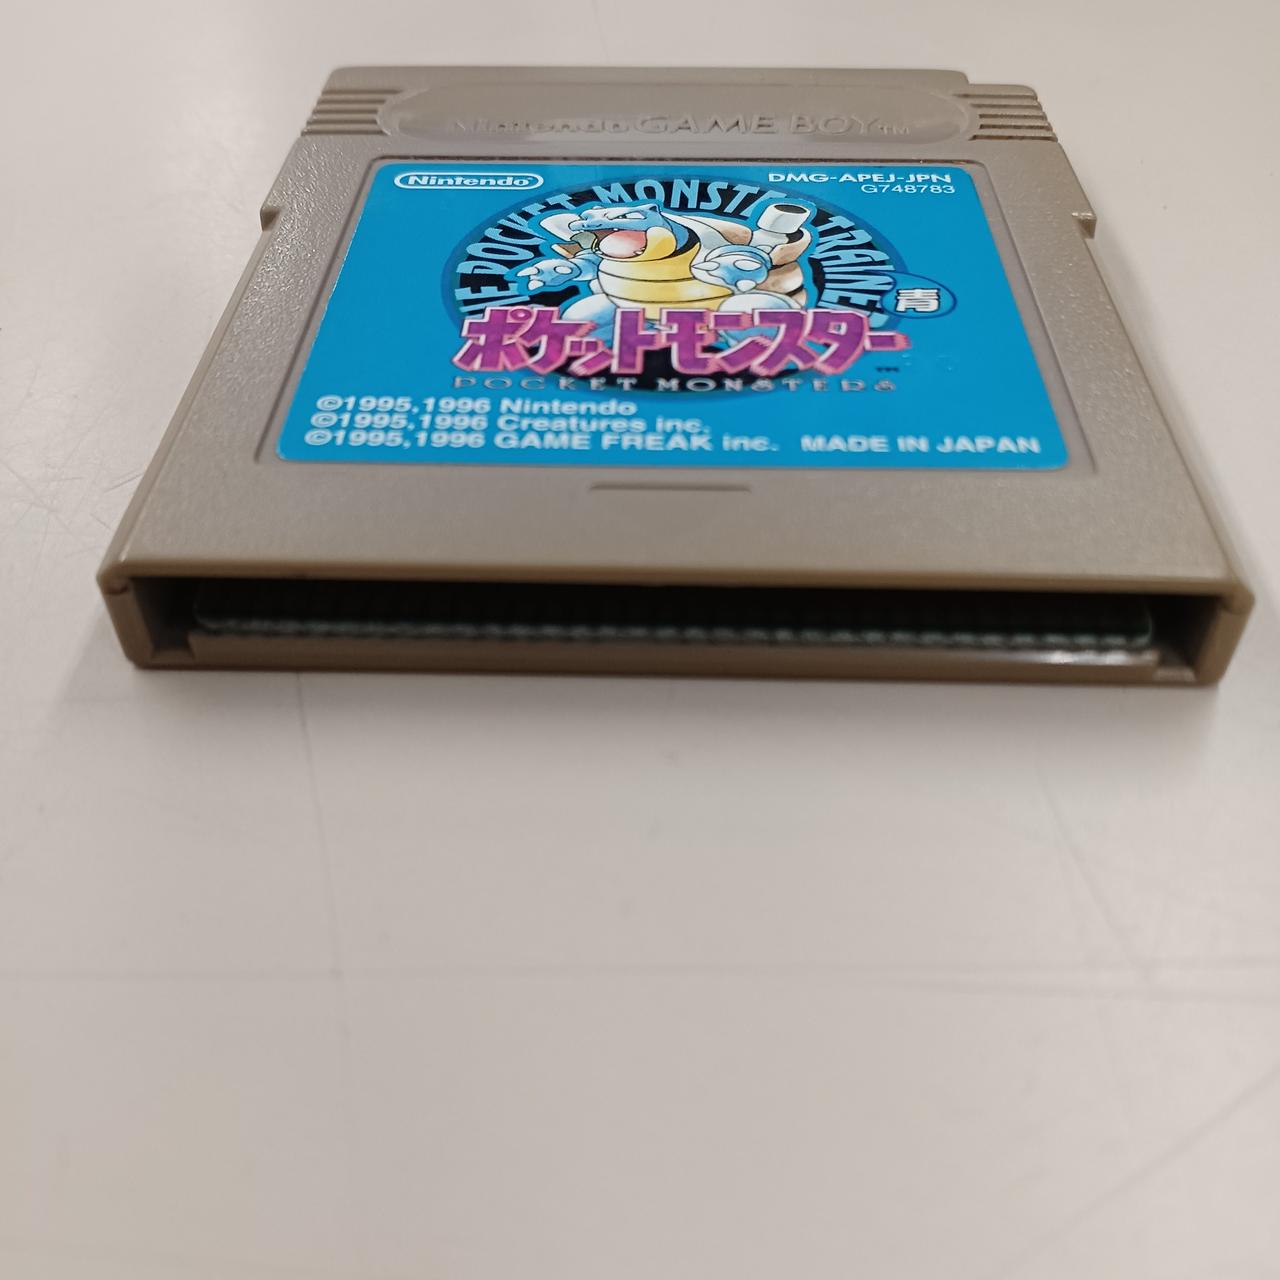 Nintendo GAME BOY™
Nintendo
DMG-APEJ-JPN
G748783
THE POCKET MONSTER TRAINER
青
ポケットモンスター
™
POCKET MONSTERS
©1995,1996 Nintendo
©1995,1996 Creatures inc.
©1995,1996 GAME FREAK inc.
MADE IN JAPAN